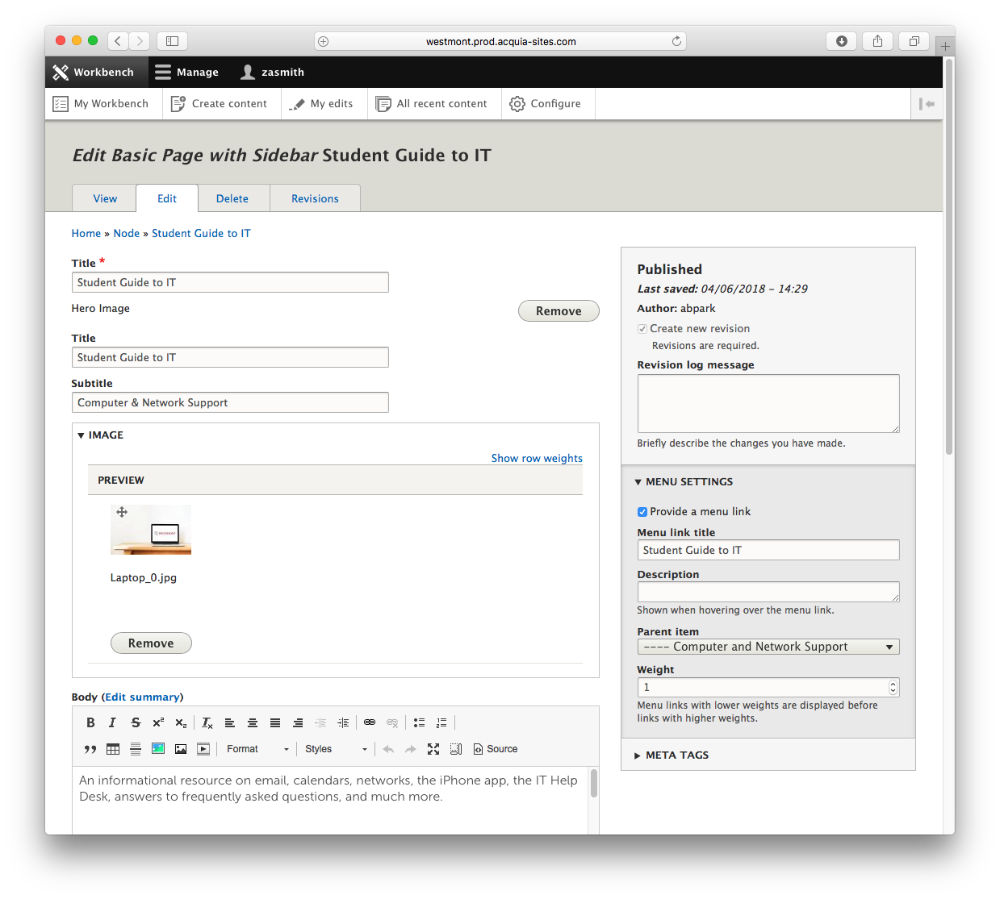 westmont.prod.acquia-sites.com
Workbench Manage zasmith
My Workbench Create content My edits All recent content Configure
Edit Basic Page with Sidebar Student Guide to IT
View Edit Delete Revisions
Home » Node » Student Guide to IT
Title *
Student Guide to IT
Hero Image
Remove
Title
Student Guide to IT
Subtitle
Computer & Network Support
IMAGE
Show row weights
PREVIEW
Laptop_0.jpg
Remove
Body (Edit summary)
B I S x² x₂ Tx
Format Styles Source
An informational resource on email, calendars, networks, the iPhone app, the IT Help
Desk, answers to frequently asked questions, and much more.
Published
Last saved: 04/06/2018 - 14:29
Author: abpark
Create new revision
Revisions are required.
Revision log message
Briefly describe the changes you have made.
MENU SETTINGS
Provide a menu link
Menu link title
Student Guide to IT
Description
Shown when hovering over the menu link.
Parent item
---- Computer and Network Support
Weight
1
Menu links with lower weights are displayed before
links with higher weights.
META TAGS